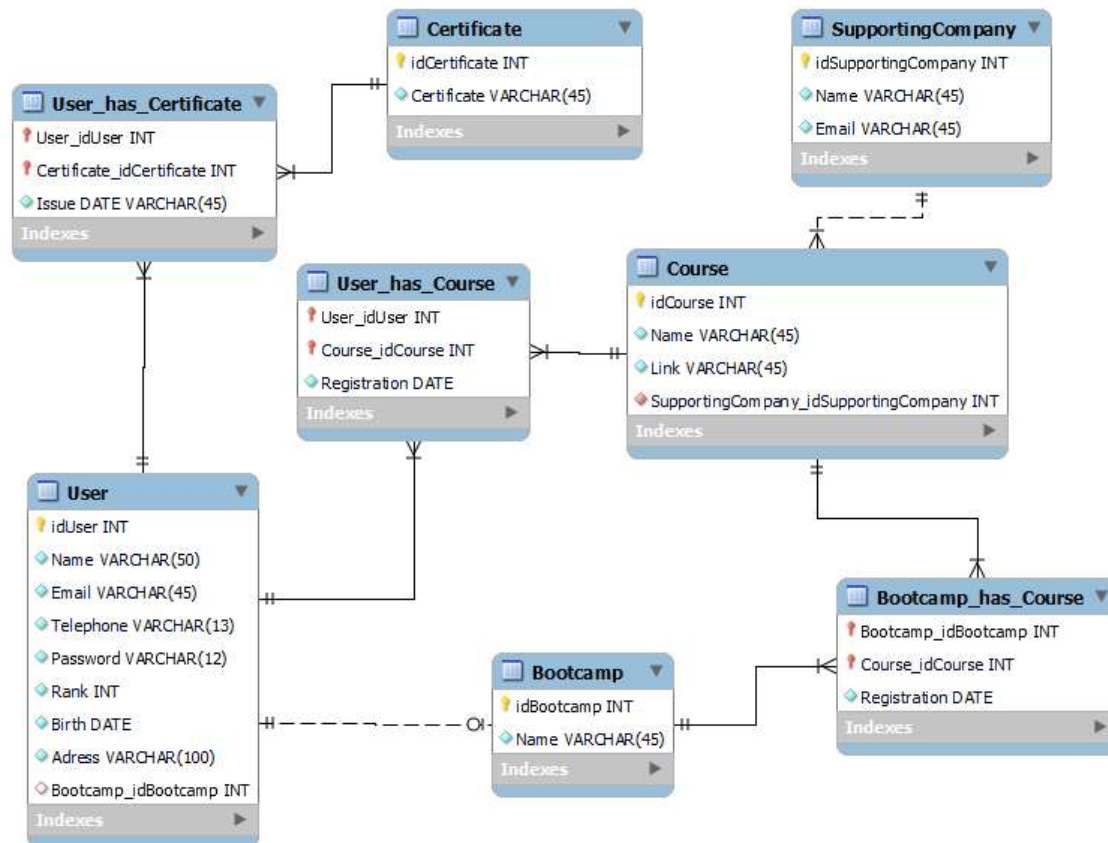 Certificate
idCertificate INT
Certificate VARCHAR(45)
Indexes
SupportingCompany
idSupportingCompany INT
Name VARCHAR(45)
Email VARCHAR(45)
Indexes
User_has_Certificate
User_idUser INT
Certificate_idCertificate INT
Issue DATE VARCHAR(45)
Indexes
User_has_Course
User_idUser INT
Course_idCourse INT
Registration DATE
Indexes
Course
idCourse INT
Name VARCHAR(45)
Link VARCHAR(45)
SupportingCompany_idSupportingCompany INT
Indexes
User
idUser INT
Name VARCHAR(50)
Email VARCHAR(45)
Telephone VARCHAR(13)
Password VARCHAR(12)
Rank INT
Birth DATE
Adress VARCHAR(100)
Bootcamp_idBootcamp INT
Indexes
Bootcamp
idBootcamp INT
Name VARCHAR(45)
Indexes
Bootcamp_has_Course
Bootcamp_idBootcamp INT
Course_idCourse INT
Registration DATE
Indexes